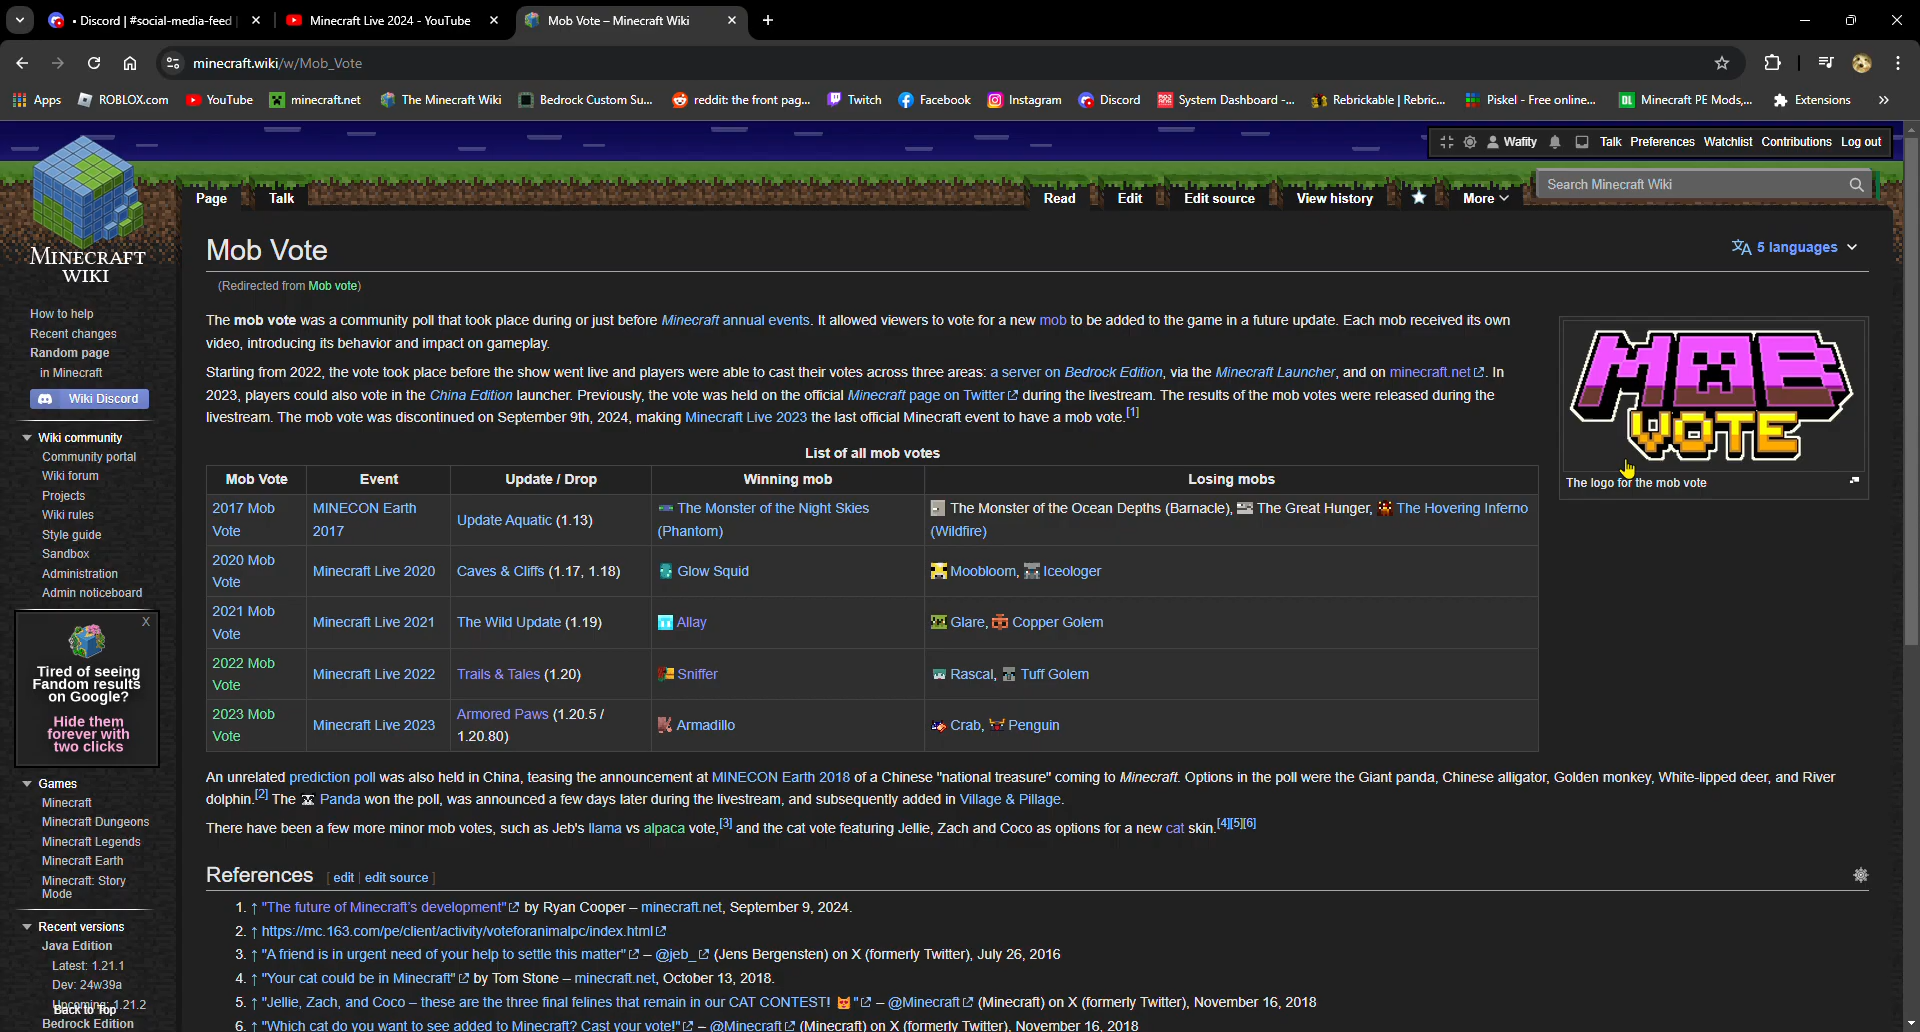 • Discord | #social-media-feed
Minecraft Live 2024 - YouTube
Mob Vote – Minecraft Wiki
minecraft.wiki/w/Mob_Vote
Apps
ROBLOX.com
YouTube
minecraft.net
The Minecraft Wiki
Bedrock Custom Su...
reddit: the front pag...
Twitch
Facebook
Instagram
Discord
System Dashboard -...
Rebrickable | Rebric...
Piskel - Free online...
Minecraft PE Mods,...
Extensions
»
Wafity
Talk
Preferences
Watchlist
Contributions
Log out
Search Minecraft Wiki
Page
Talk
Read
Edit
Edit source
View history
More
MINECRAFT
WIKI
How to help
Recent changes
Random page
in Minecraft
Wiki Discord
Wiki community
Community portal
Wiki forum
Projects
Wiki rules
Style guide
Sandbox
Administration
Admin noticeboard
X
Tired of seeing
Fandom results
on Google?
Hide them
forever with
two clicks
Games
Minecraft
Minecraft Dungeons
Minecraft Legends
Minecraft Earth
Minecraft: Story
Mode
Recent versions
Java Edition
Latest: 1.21.1
Dev: 24w39a
Upcoming: 1.21.2
Back to Top
Bedrock Edition
Mob Vote
5 languages
(Redirected from Mob vote)
The mob vote was a community poll that took place during or just before Minecraft annual events. It allowed viewers to vote for a new mob to be added to the game in a future update. Each mob received its own
video, introducing its behavior and impact on gameplay.
Starting from 2022, the vote took place before the show went live and players were able to cast their votes across three areas: a server on Bedrock Edition, via the Minecraft Launcher, and on minecraft.net. In
2023, players could also vote in the China Edition launcher. Previously, the vote was held on the official Minecraft page on Twitter during the livestream. The results of the mob votes were released during the
livestream. The mob vote was discontinued on September 9th, 2024, making Minecraft Live 2023 the last official Minecraft event to have a mob vote.[1]
MOB
VOTE
The logo for the mob vote
List of all mob votes
Mob Vote Event Update / Drop Winning mob Losing mobs
2017 Mob Vote MINECON Earth 2017 Update Aquatic (1.13) The Monster of the Night Skies (Phantom) The Monster of the Ocean Depths (Barnacle), The Great Hunger, The Hovering Inferno (Wildfire)
2020 Mob Vote Minecraft Live 2020 Caves & Cliffs (1.17, 1.18) Glow Squid Moobloom, Iceologer
2021 Mob Vote Minecraft Live 2021 The Wild Update (1.19) Allay Glare, Copper Golem
2022 Mob Vote Minecraft Live 2022 Trails & Tales (1.20) Sniffer Rascal, Tuff Golem
2023 Mob Vote Minecraft Live 2023 Armored Paws (1.20.5 / 1.20.80) Armadillo Crab, Penguin
An unrelated prediction poll was also held in China, teasing the announcement at MINECON Earth 2018 of a Chinese "national treasure" coming to Minecraft. Options in the poll were the Giant panda, Chinese alligator, Golden monkey, White-lipped deer, and River
dolphin.[2] The Panda won the poll, was announced a few days later during the livestream, and subsequently added in Village & Pillage.
There have been a few more minor mob votes, such as Jeb's llama vs alpaca vote,[3] and the cat vote featuring Jellie, Zach and Coco as options for a new cat skin.[4][5][6]
References [ edit | edit source ]
1. ↑ "The future of Minecraft's development" by Ryan Cooper – minecraft.net, September 9, 2024.
2. ↑ https://mc.163.com/pe/client/activity/voteforanimalpc/index.html
3. ↑ "A friend is in urgent need of your help to settle this matter" – @jeb_ (Jens Bergensten) on X (formerly Twitter), July 26, 2016
4. ↑ "Your cat could be in Minecraft" by Tom Stone – minecraft.net, October 13, 2018.
5. ↑ "Jellie, Zach, and Coco – these are the three final felines that remain in our CAT CONTEST! 😼" – @Minecraft (Minecraft) on X (formerly Twitter), November 16, 2018
6. ↑ "Which cat do you want to see added to Minecraft? Cast your vote!" – @Minecraft (Minecraft) on X (formerly Twitter), November 16, 2018